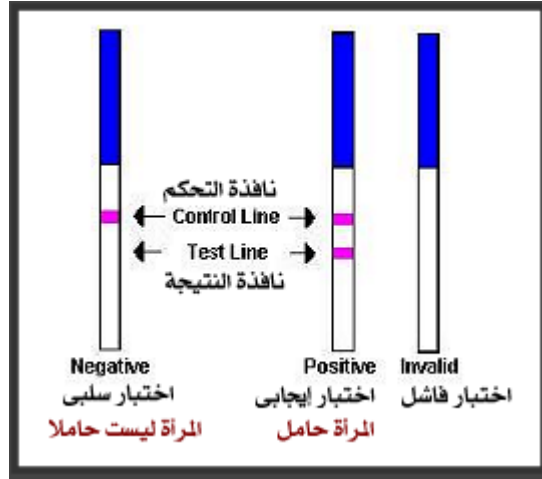 نافذة التحكم
Control Line
Test Line
نافذة النتيجة
Negative Positive Invalid
اختبار سلبى اختبار إيجابى اختبار فاشل
المرأة ليست حاملا المرأة حامل